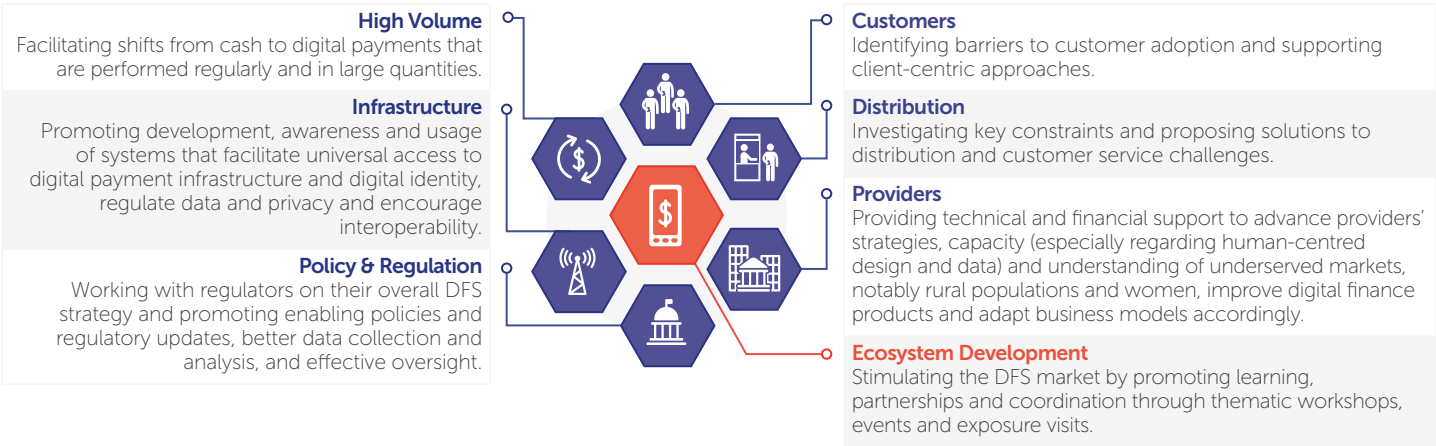 High Volume
Facilitating shifts from cash to digital payments that
are performed regularly and in large quantities.
Infrastructure
Promoting development, awareness and usage
of systems that facilitate universal access to
digital payment infrastructure and digital identity,
regulate data and privacy and encourage
interoperability.
Policy & Regulation
Working with regulators on their overall DFS
strategy and promoting enabling policies and
regulatory updates, better data collection and
analysis, and effective oversight.
$
$
Customers
Identifying barriers to customer adoption and supporting
client-centric approaches.
Distribution
Investigating key constraints and proposing solutions to
distribution and customer service challenges.
Providers
Providing technical and financial support to advance providers’
strategies, capacity (especially regarding human-centred
design and data) and understanding of underserved markets,
notably rural populations and women, improve digital finance
products and adapt business models accordingly.
Ecosystem Development
Stimulating the DFS market by promoting learning,
partnerships and coordination through thematic workshops,
events and exposure visits.